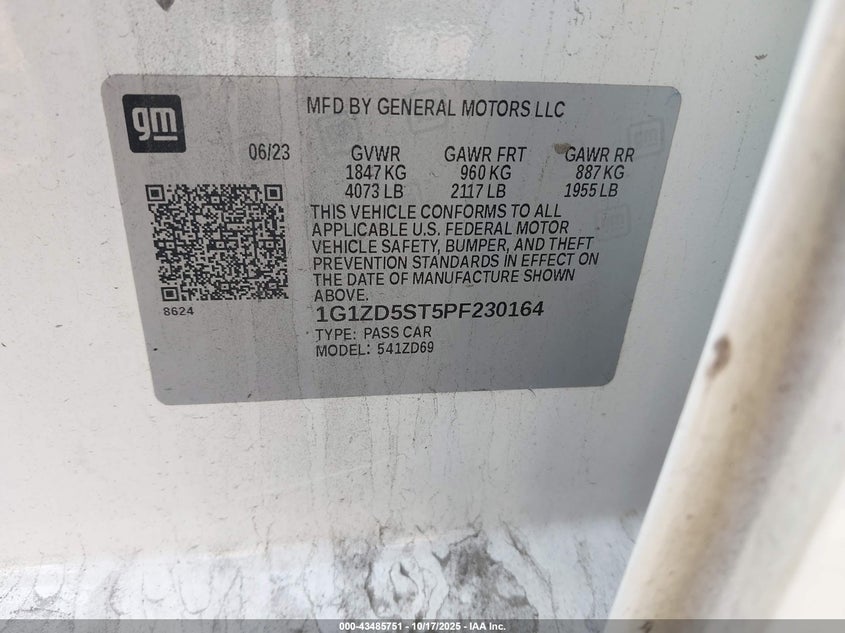 gm
MFD BY GENERAL MOTORS LLC
06/23 GVWR GAWR FRT GAWR RR
1847 KG 960 KG 887 KG
4073 LB 2117 LB 1955 LB
THIS VEHICLE CONFORMS TO ALL
APPLICABLE U.S. FEDERAL MOTOR
VEHICLE SAFETY, BUMPER, AND THEFT
PREVENTION STANDARDS IN EFFECT ON
THE DATE OF MANUFACTURE SHOWN
ABOVE.
8624
1G1ZD5ST5PF230164
TYPE: PASS CAR
MODEL: 541ZD69
000-43485751 | 10/17/2025 - IAA Inc.